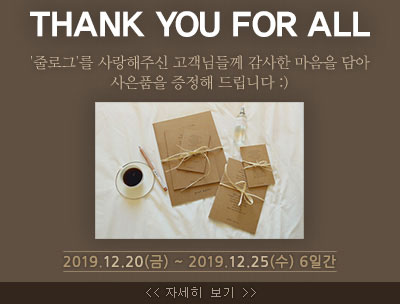 THANK YOU FOR ALL
'줄로그'를 사랑해주신 고객님들께 감사한 마음을 담아
사은품을 증정해 드립니다 :)
2019.12.20(금) ~ 2019.12.25(수) 6일간
<< 자세히 보기 >>